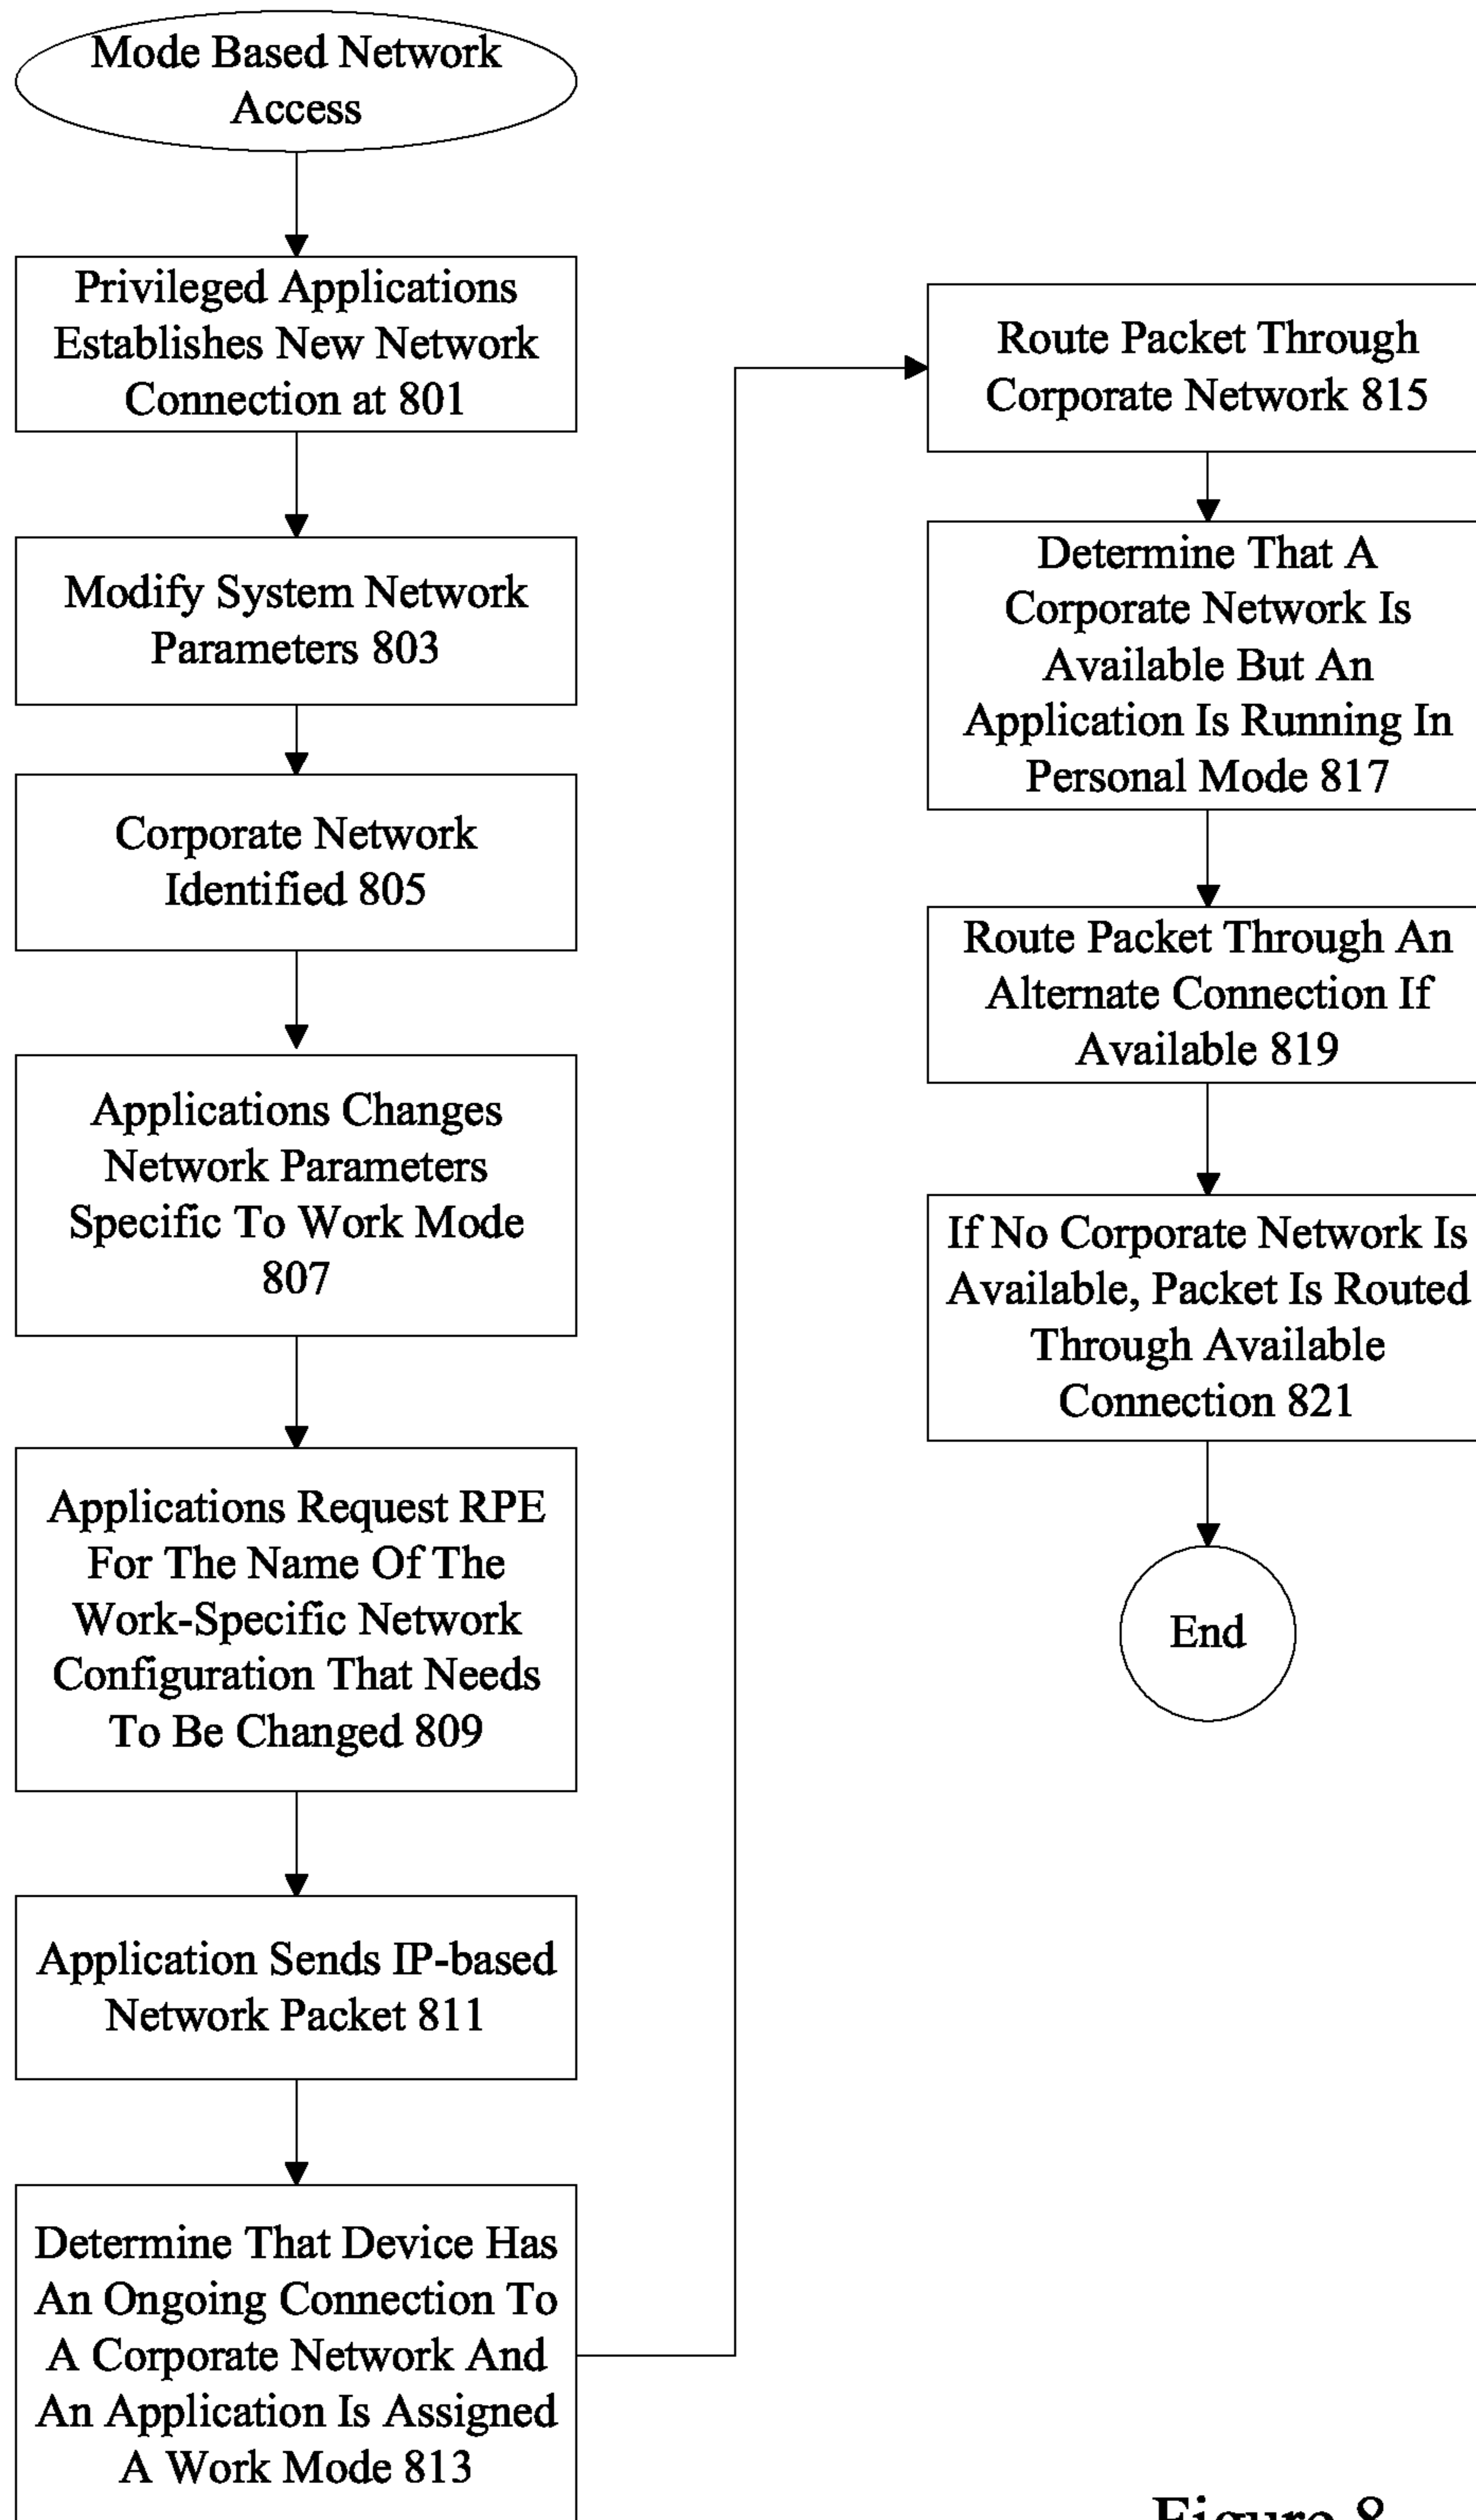 Mode Based Network
Access
Privileged Applications
Establishes New Network
Connection at 801
Modify System Network
Parameters 803
Corporate Network
Identified 805
Applications Changes
Network Parameters
Specific To Work Mode
807
Applications Request RPE
For The Name Of The
Work-Specific Network
Configuration That Needs
To Be Changed 809
Application Sends IP-based
Network Packet 811
Determine That Device Has
An Ongoing Connection To
A Corporate Network And
An Application Is Assigned
A Work Mode 813
Route Packet Through
Corporate Network 815
Determine That A
Corporate Network Is
Available But An
Application Is Running In
Personal Mode 817
Route Packet Through An
Alternate Connection If
Available 819
If No Corporate Network Is
Available, Packet Is Routed
Through Available
Connection 821
End
Figure 8